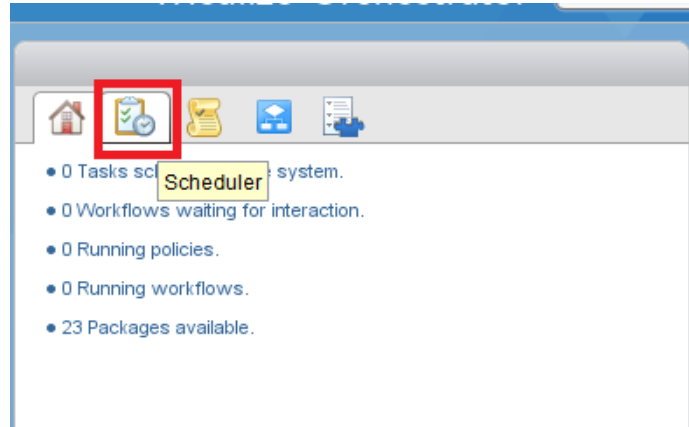 Orchestrator
0 Tasks sc system.
Scheduler
0 Workflows waiting for interaction.
0 Running policies.
0 Running workflows.
23 Packages available.